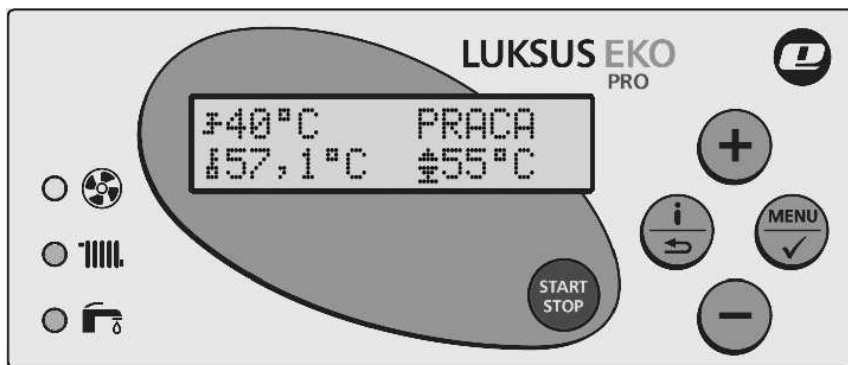 LUKSUS EKO
PRO
40°C PRACA
57,1°C 55°C
+
i
MENU
START
STOP
−